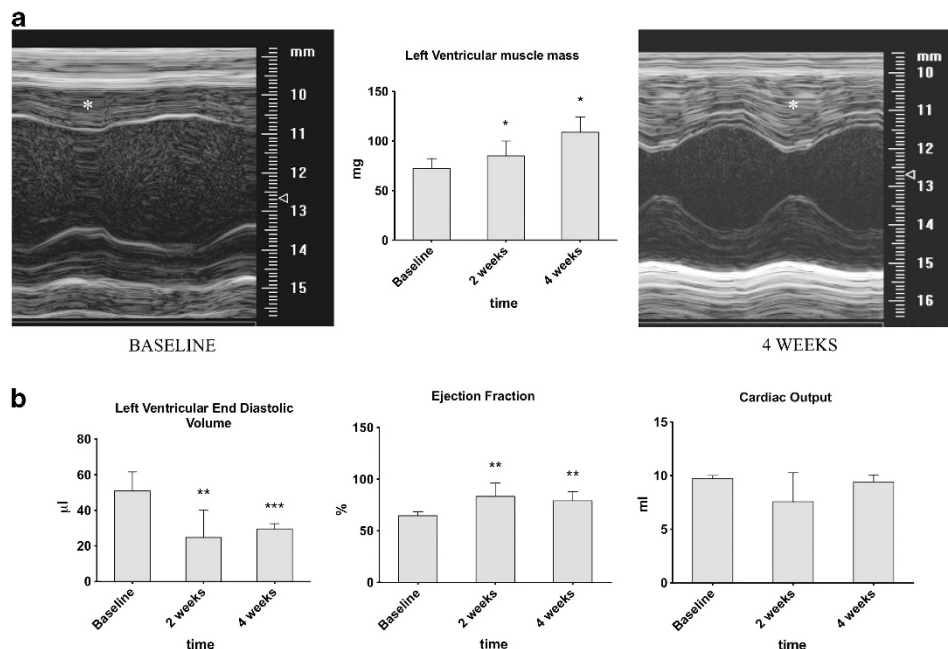 a
mm
10
11
12
13
14
15
BASELINE
Left Ventricular muscle mass
150
100
50
0
mg
*
*
*
Baseline
2 weeks
4 weeks
time
mm
10
11
12
13
14
15
16
*
4 WEEKS
b
Left Ventricular End Diastolic
Volume
80
60
40
20
0
µl
**
***
Baseline
2 weeks
4 weeks
time
Ejection Fraction
150
100
50
0
%
**
**
Baseline
2 weeks
4 weeks
time
Cardiac Output
15
10
5
0
ml
Baseline
2 weeks
4 weeks
time